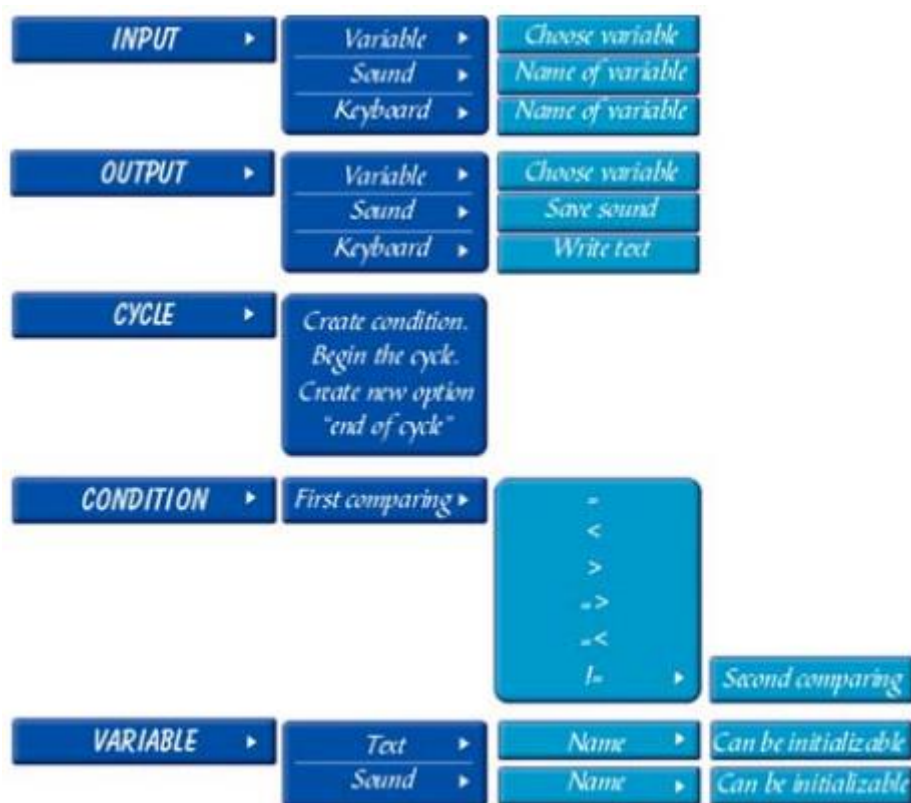 INPUT
Variable
Sound
Keyboard
Choose variable
Name of variable
Name of variable
OUTPUT
Variable
Sound
Keyboard
Choose variable
Save sound
Write text
CYCLE
Create condition.
Begin the cycle.
Create new option
"end of cycle"
CONDITION
First comparing
=
<
>
=>
=<
!=
Second comparing
VARIABLE
Text
Sound
Name
Name
Can be initializable
Can be initializable